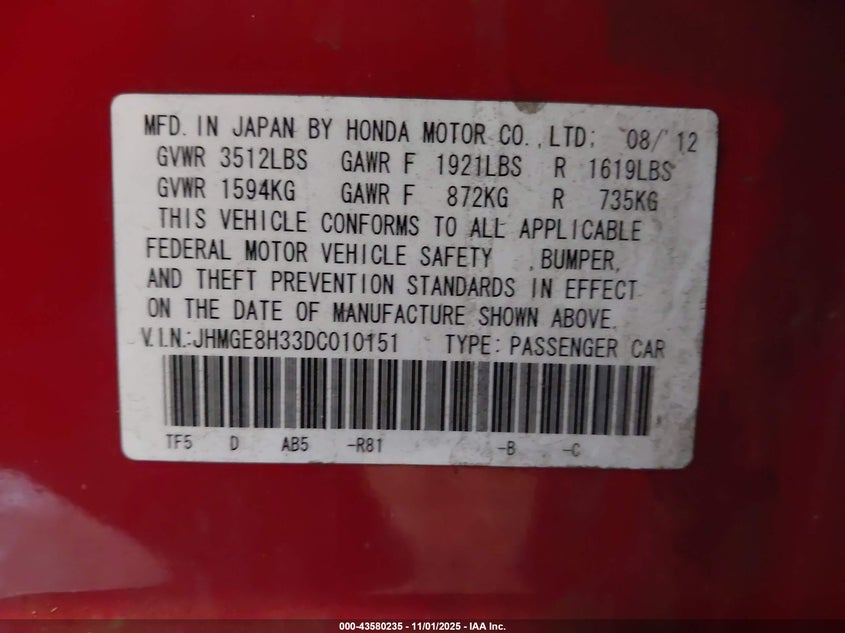 MFD. IN JAPAN BY HONDA MOTOR CO.,LTD; 08/12
GVWR 3512LBS GAWR F 1921LBS R 1619LBS
GVWR 1594KG GAWR F 872KG R 735KG
THIS VEHICLE CONFORMS TO ALL APPLICABLE
FEDERAL MOTOR VEHICLE SAFETY ,BUMPER,
AND THEFT PREVENTION STANDARDS IN EFFECT
ON THE DATE OF MANUFACTURE SHOWN ABOVE.
V.I.N.:JHMGE8H33DC010151 TYPE:PASSENGER CAR
TF5 D AB5 -R81 -B -C
000-43580235 - 11/01/2025 - IAA Inc.